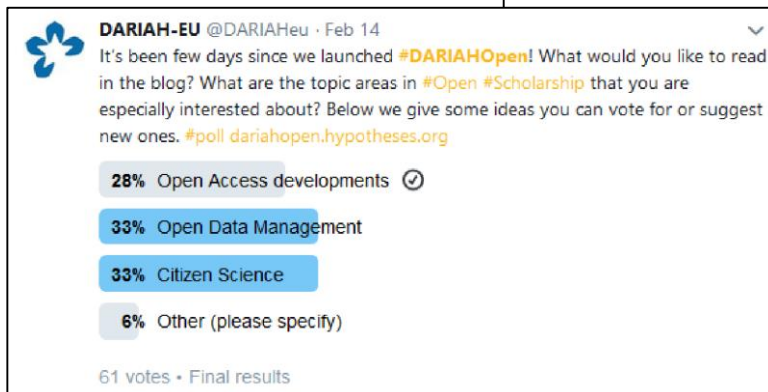 DARIAH-EU @DARIAHeu · Feb 14
It's been few days since we launched #DARIAHOpen! What would you like to read
in the blog? What are the topic areas in #Open #Scholarship that you are
especially interested about? Below we give some ideas you can vote for or suggest
new ones. #poll dariahopen.hypotheses.org
28% Open Access developments
33% Open Data Management
33% Citizen Science
6% Other (please specify)
61 votes • Final results